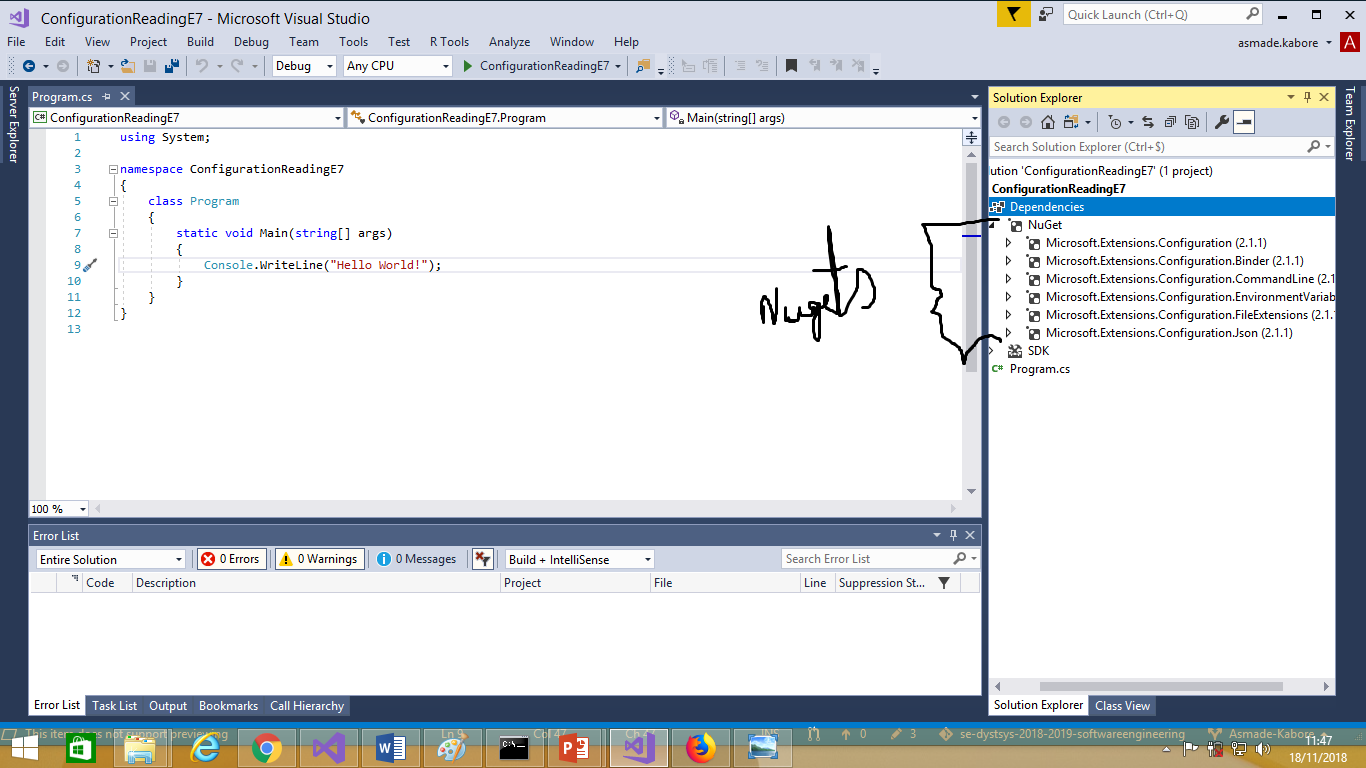 ConfigurationReadingE7 - Microsoft Visual Studio
Quick Launch (Ctrl+Q)
File Edit View Project Build Debug Team Tools Test R Tools Analyze Window Help
asmade.kabore A
Debug Any CPU ConfigurationReadingE7
Server Explorer
Program.cs
ConfigurationReadingE7 ConfigurationReadingE7.Program Main(string[] args)
1 using System;
2
3 namespace ConfigurationReadingE7
4 {
5 class Program
6 {
7 static void Main(string[] args)
8 {
9 Console.WriteLine("Hello World!");
10 }
11 }
12 }
13
Nugets
100 %
Solution Explorer
Search Solution Explorer (Ctrl+$)
ution 'ConfigurationReadingE7' (1 project)
ConfigurationReadingE7
Dependencies
NuGet
Microsoft.Extensions.Configuration (2.1.1)
Microsoft.Extensions.Configuration.Binder (2.1.1)
Microsoft.Extensions.Configuration.CommandLine (2.1
Microsoft.Extensions.Configuration.EnvironmentVariab
Microsoft.Extensions.Configuration.FileExtensions (2.1.1
Microsoft.Extensions.Configuration.Json (2.1.1)
SDK
C# Program.cs
Team Explorer
Error List
Entire Solution 0 Errors 0 Warnings 0 Messages Build + IntelliSense Search Error List
Code Description Project File Line Suppression St...
Error List Task List Output Bookmarks Call Hierarchy
Solution Explorer Class View
This item does not support previewing Ln 9 0 3 se-dystsys-2018-2019-softwareengineering Asmade-Kabore
11:47
18/11/2018